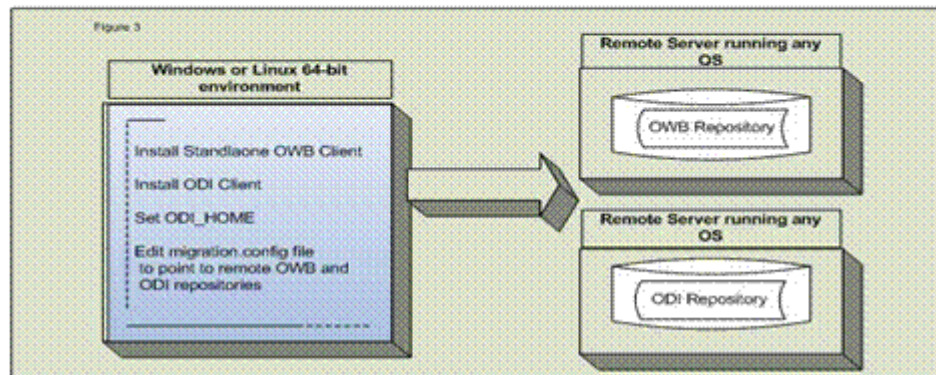 Figure 3
Windows or Linux 64-bit
environment
Install Standlaone OWB Client
Install ODI Client
Set ODI_HOME
Edit migration.config file
to point to remote OWB and
ODI repositories
Remote Server running any
OS
OWB Repository
Remote Server running any
OS
ODI Repository